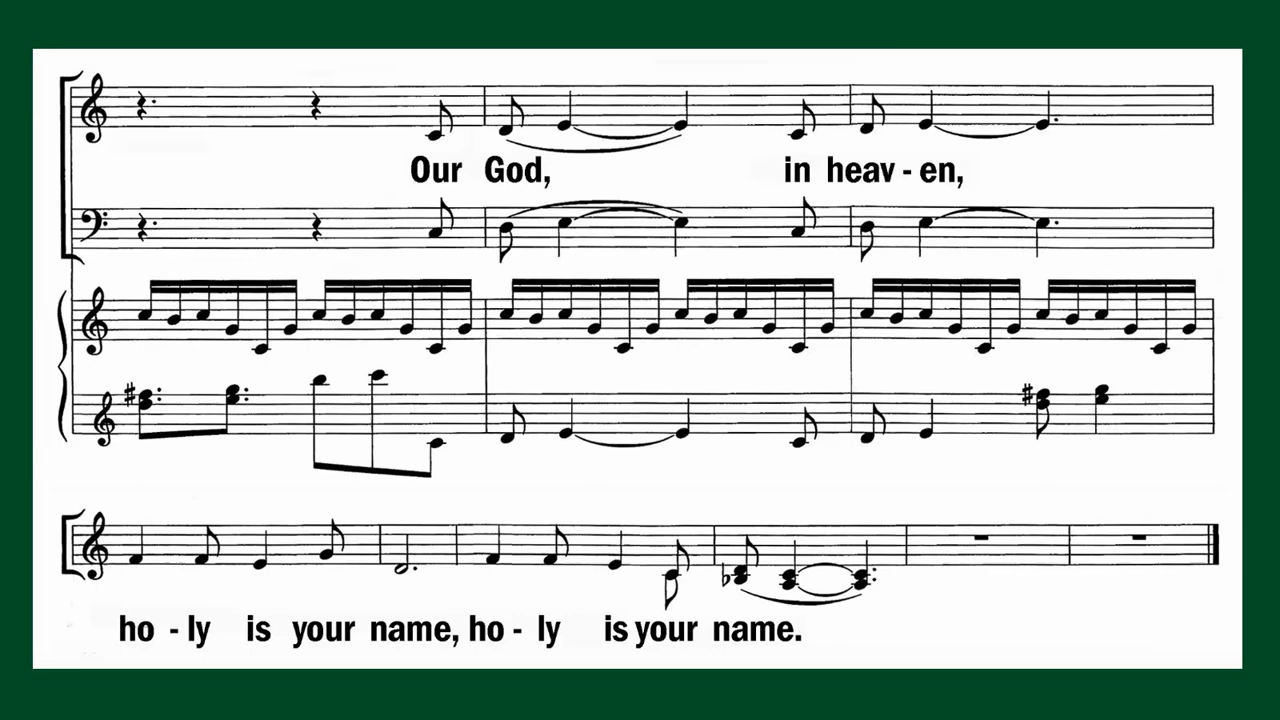 Our God, in heav - en,
ho - ly is your name, ho - ly is your name.